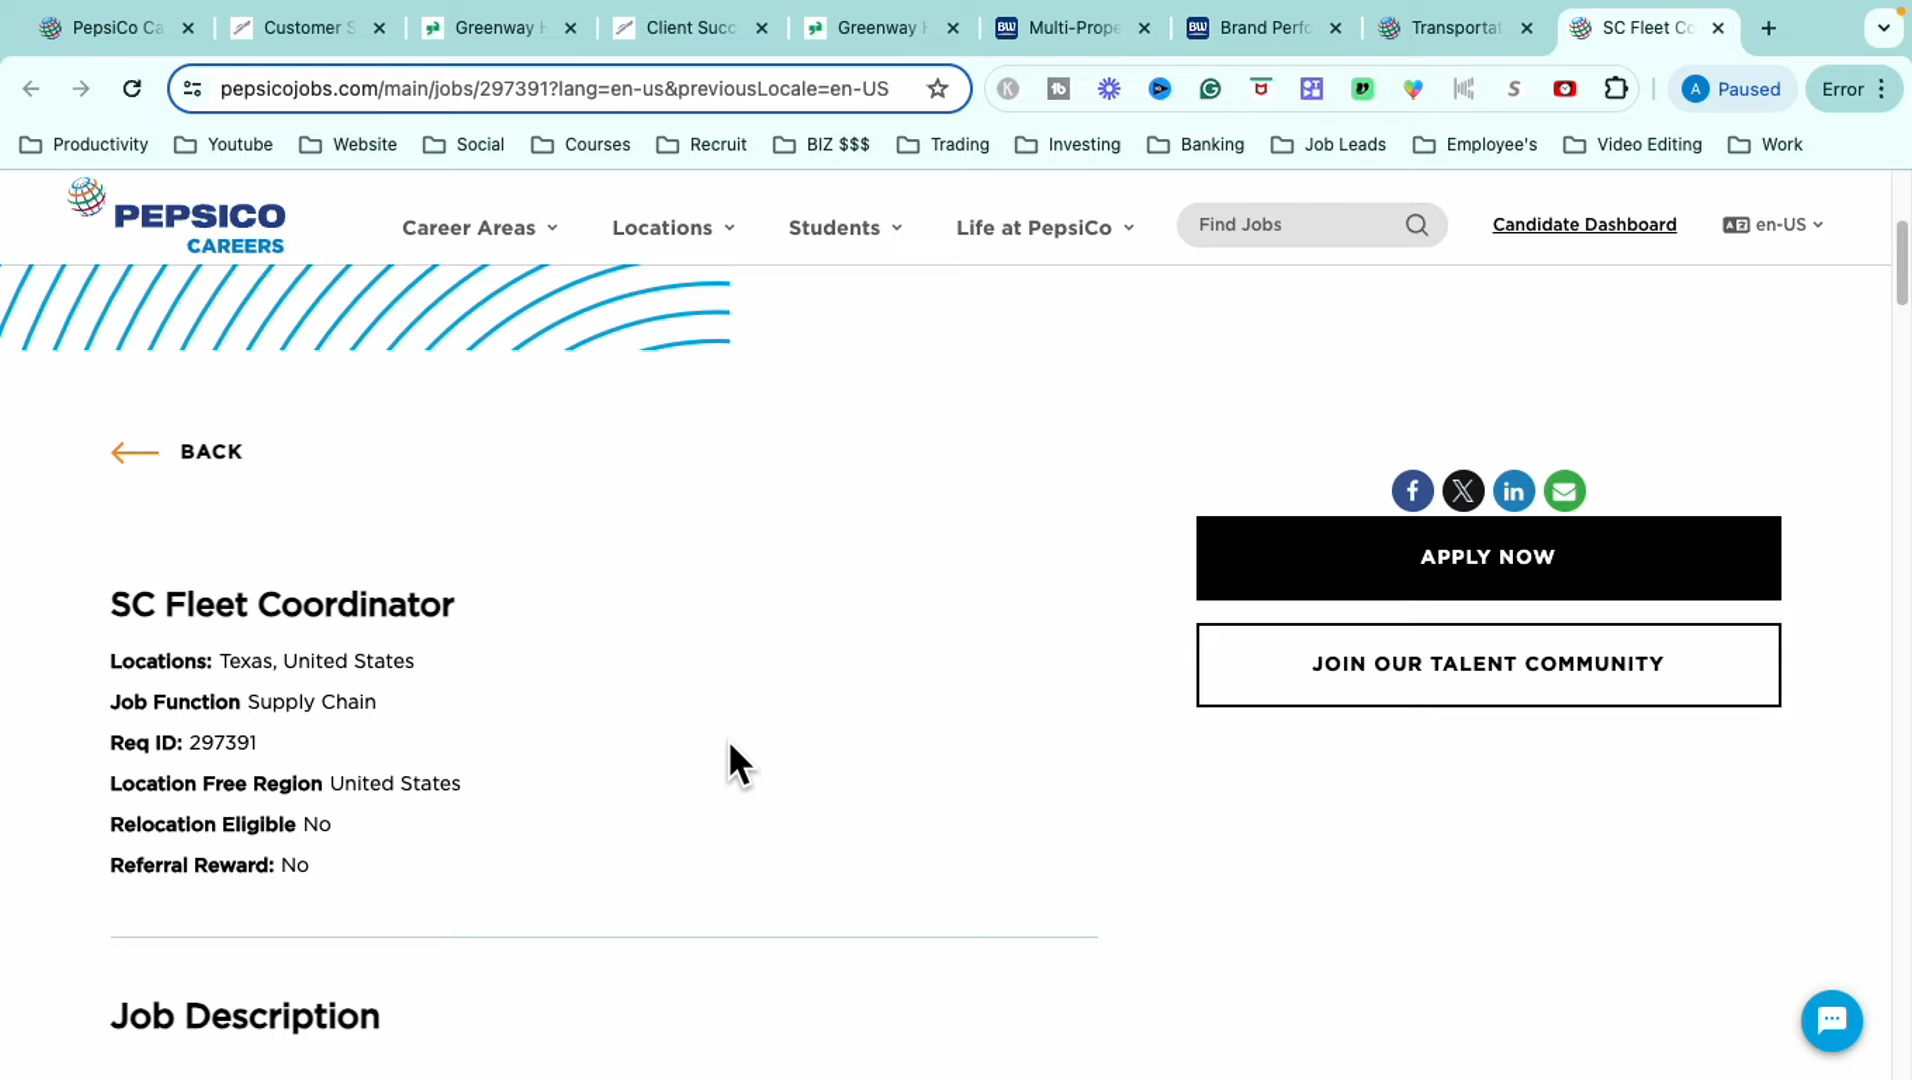 PepsiCo Ca
Customer S
Greenway H
Client Succ
Greenway H
Multi-Prope
Brand Perfo
Transportat
SC Fleet Co
pepsicojobs.com/main/jobs/297391?lang=en-us&previousLocale=en-US
A Paused
Error
Productivity
Youtube
Website
Social
Courses
Recruit
BIZ $$$
Trading
Investing
Banking
Job Leads
Employee's
Video Editing
Work
PEPSICO
CAREERS
Career Areas
Locations
Students
Life at PepsiCo
Find Jobs
Candidate Dashboard
en-US
BACK
APPLY NOW
JOIN OUR TALENT COMMUNITY
SC Fleet Coordinator
Locations: Texas, United States
Job Function Supply Chain
Req ID: 297391
Location Free Region United States
Relocation Eligible No
Referral Reward: No
Job Description